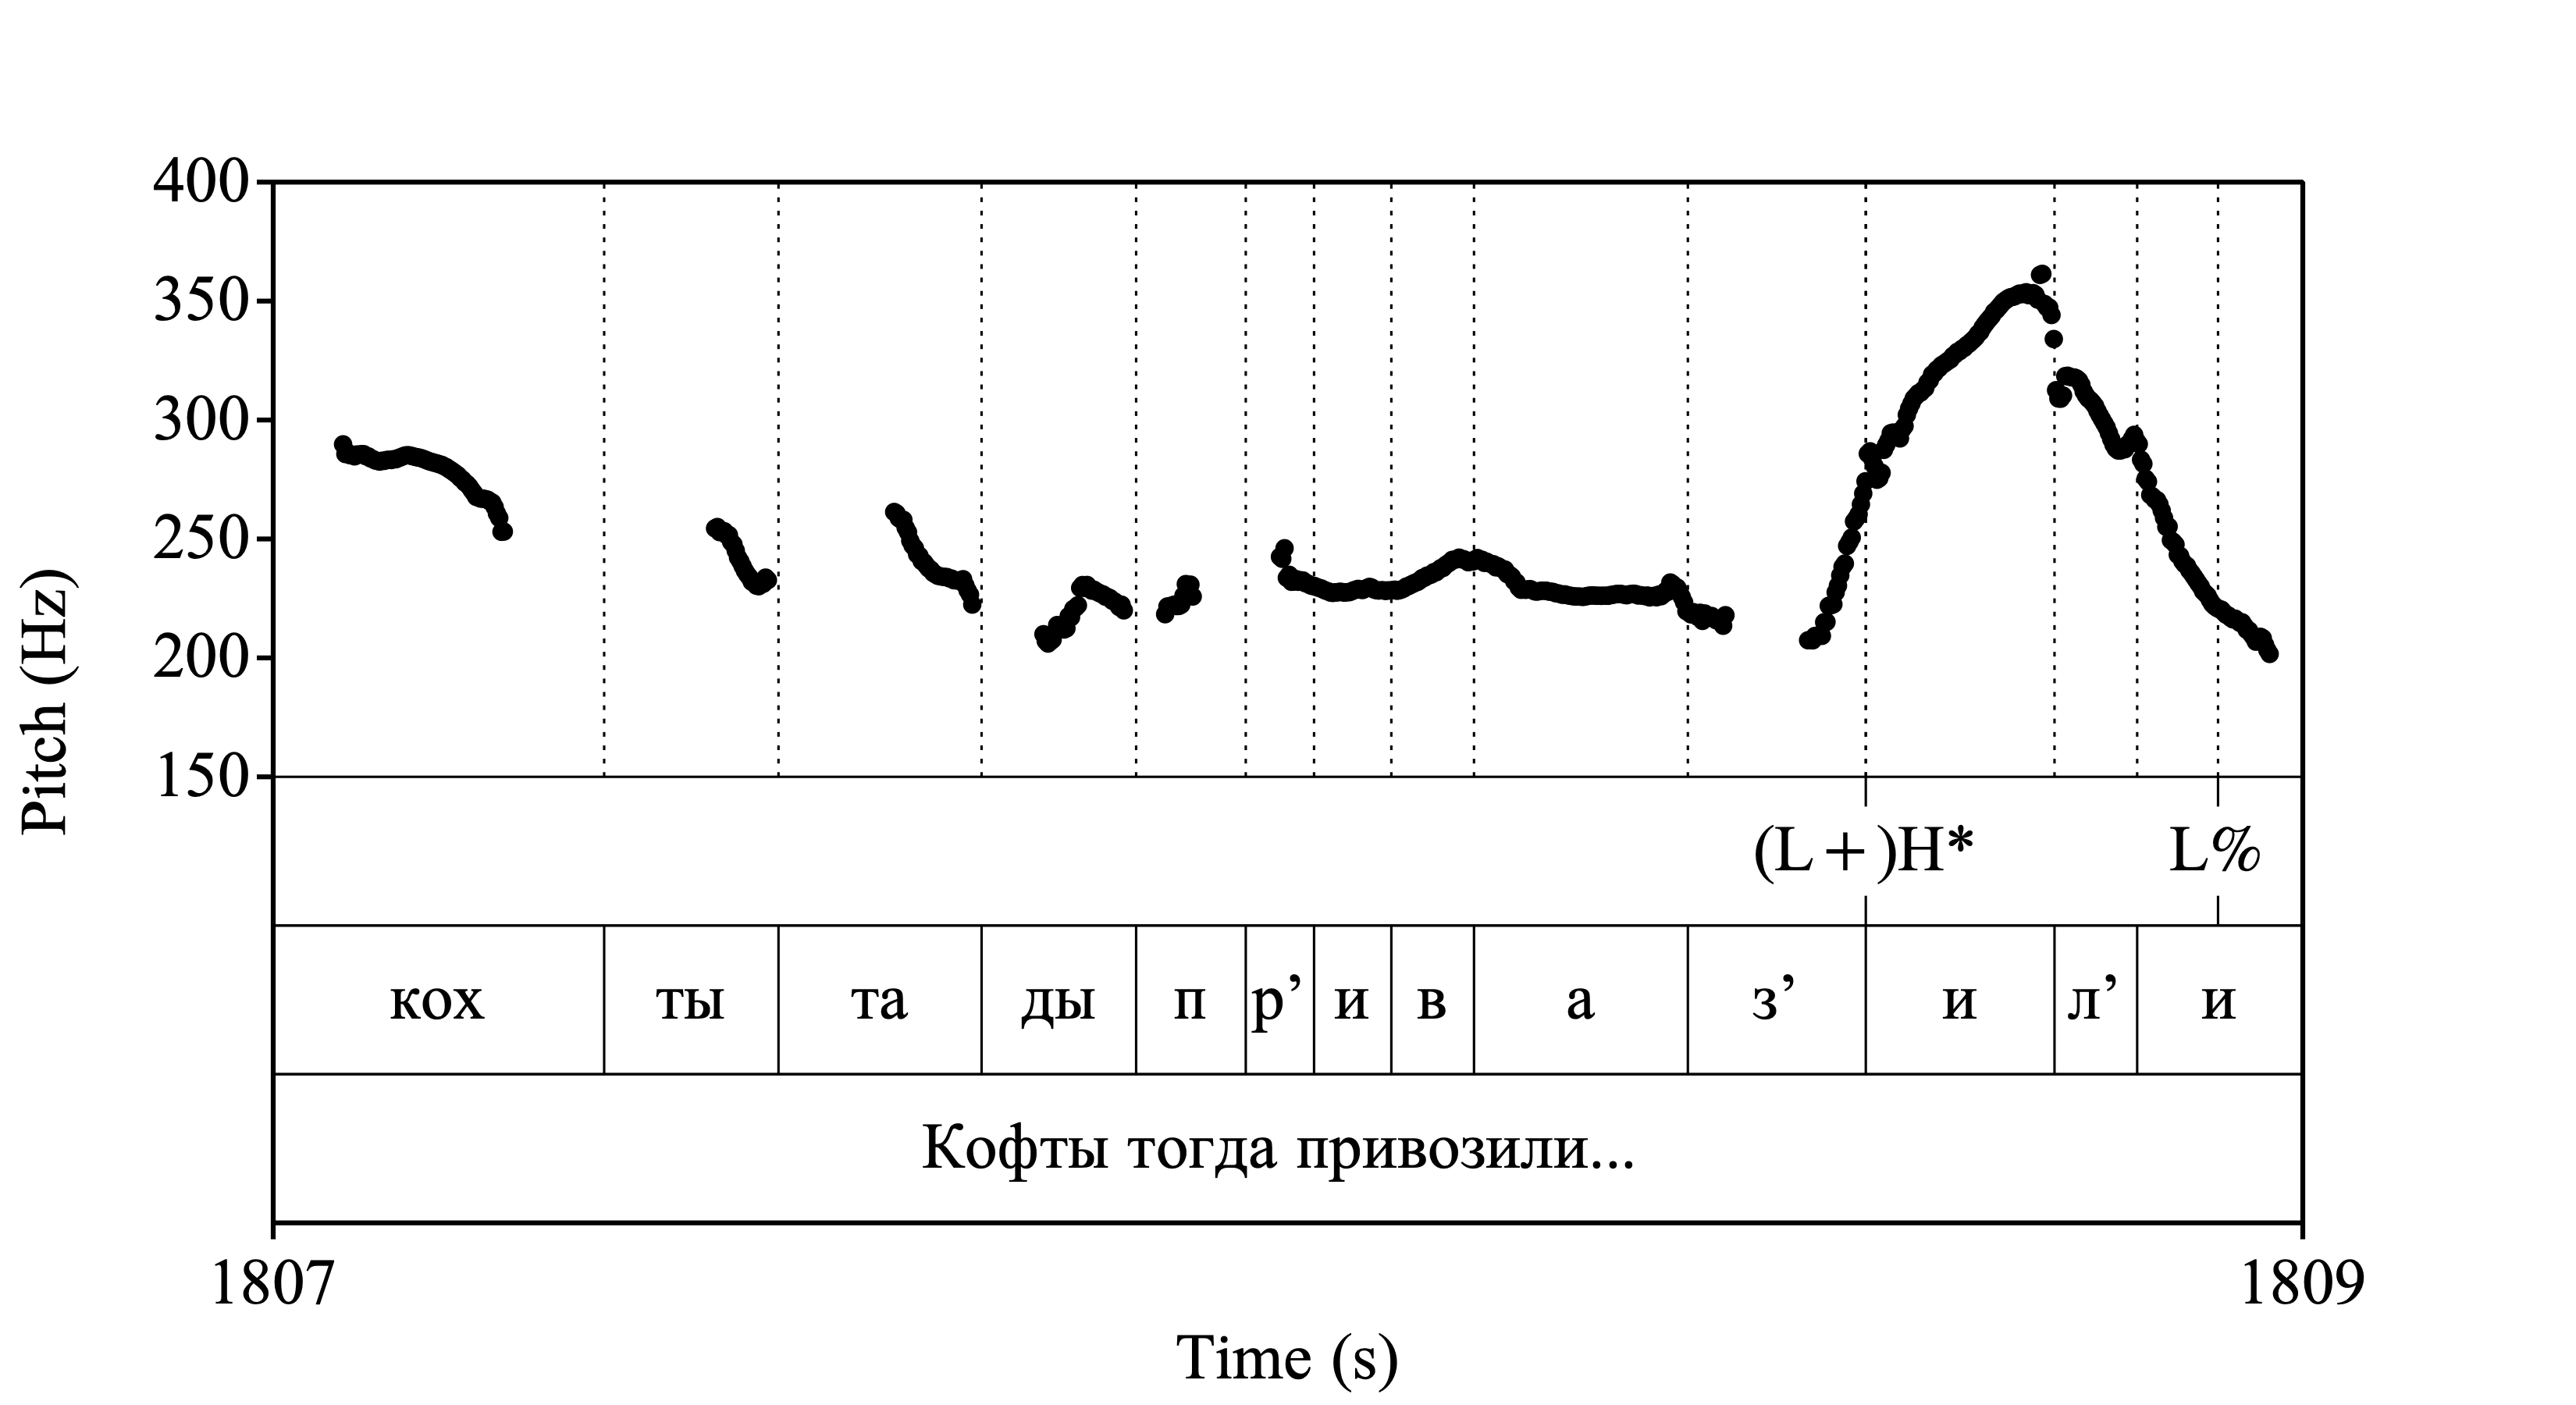 400
350
300
250
200
150
Pitch (Hz)
(L+)H* L%
кох ты та ды п р’ и в а з’ и л’ и
Кофты тогда привозили...
1807 1809
Time (s)